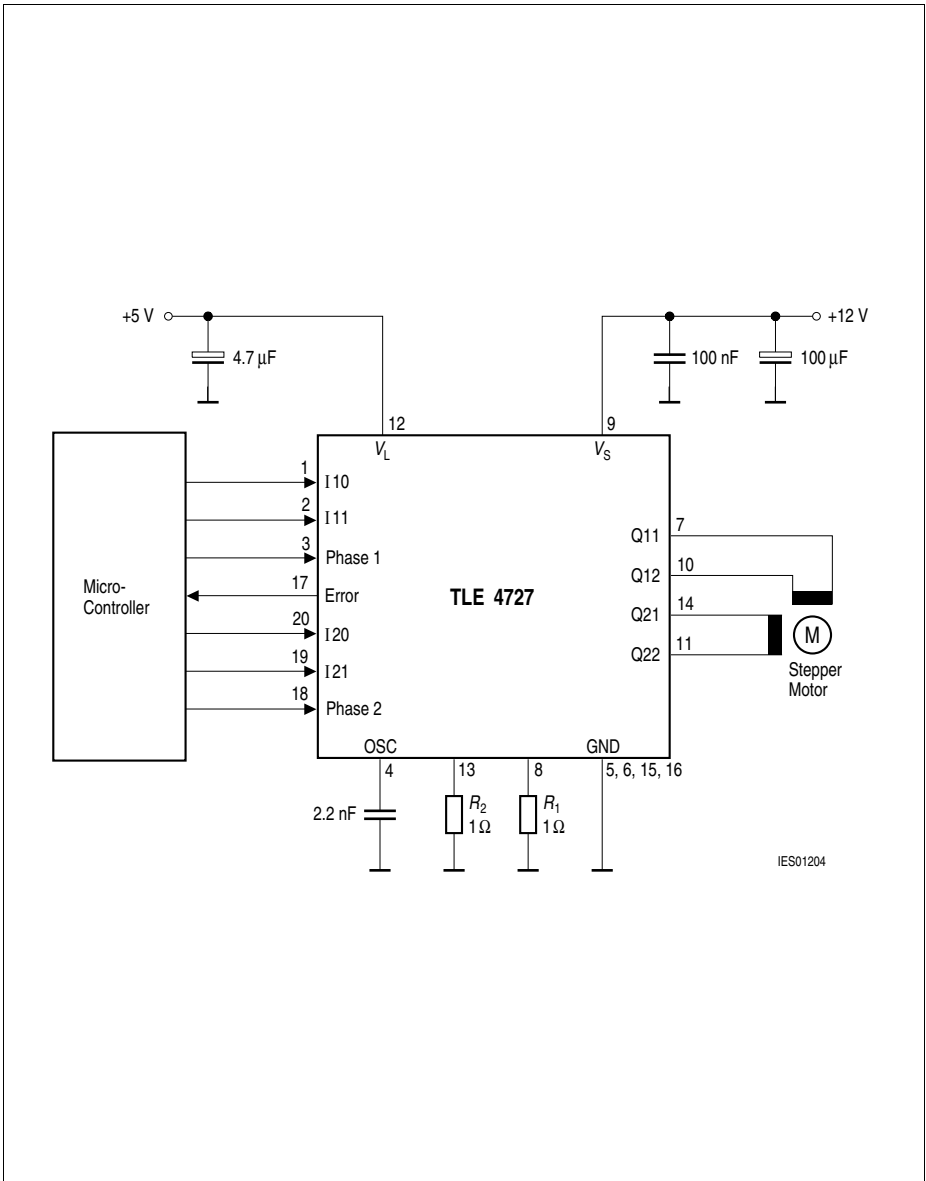 +5 V
+12 V
4.7 µF
100 nF
100 µF
12
9
V_L
V_S
Micro-
Controller
1
I10
2
I11
3
Phase 1
17
Error
20
I20
19
I21
18
Phase 2
TLE 4727
Q11
7
Q12
10
Q21
14
Q22
11
M
Stepper
Motor
OSC
GND
4
13
8
5, 6, 15, 16
2.2 nF
R2
1 Ω
R1
1 Ω
IES01204